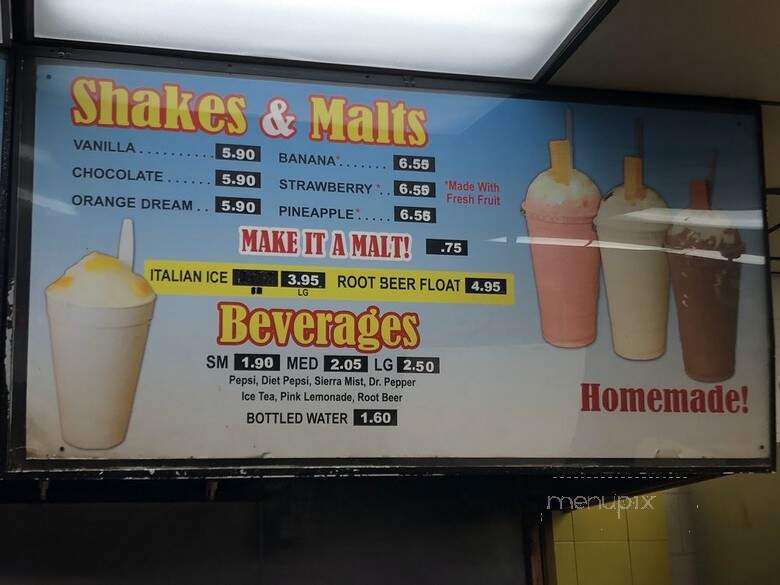 Shakes & Malts
VANILLA......... 5.90
CHOCOLATE...... 5.90
ORANGE DREAM.. 5.90
BANANA*....... 6.55
STRAWBERRY*.. 6.55
PINEAPPLE*..... 6.55
*Made With
Fresh Fruit
MAKE IT A MALT! .75
ITALIAN ICE 3.95 ROOT BEER FLOAT 4.95
LG
Beverages
SM 1.90 MED 2.05 LG 2.50
Pepsi, Diet Pepsi, Sierra Mist, Dr. Pepper
Ice Tea, Pink Lemonade, Root Beer
BOTTLED WATER 1.60
Homemade!
menupix